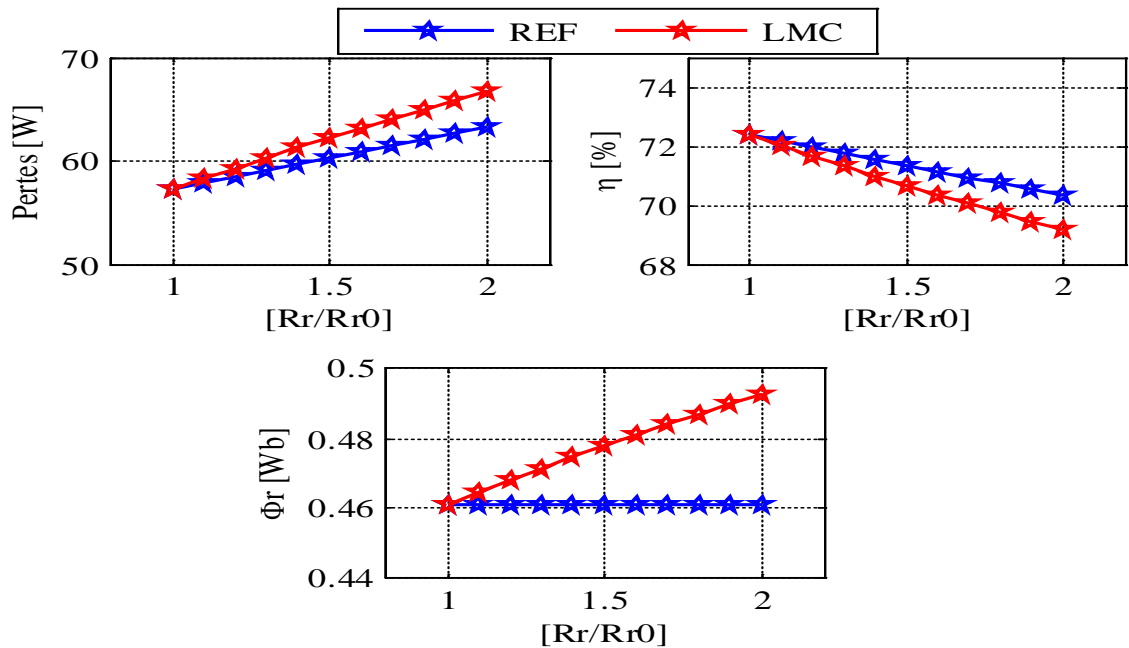 REF LMC
Pertes [W]
70
60
50
1 1.5 2
[Rr/Rr0]
η [%]
74
72
70
68
1 1.5 2
[Rr/Rr0]
Φr [Wb]
0.5
0.48
0.46
0.44
1 1.5 2
[Rr/Rr0]